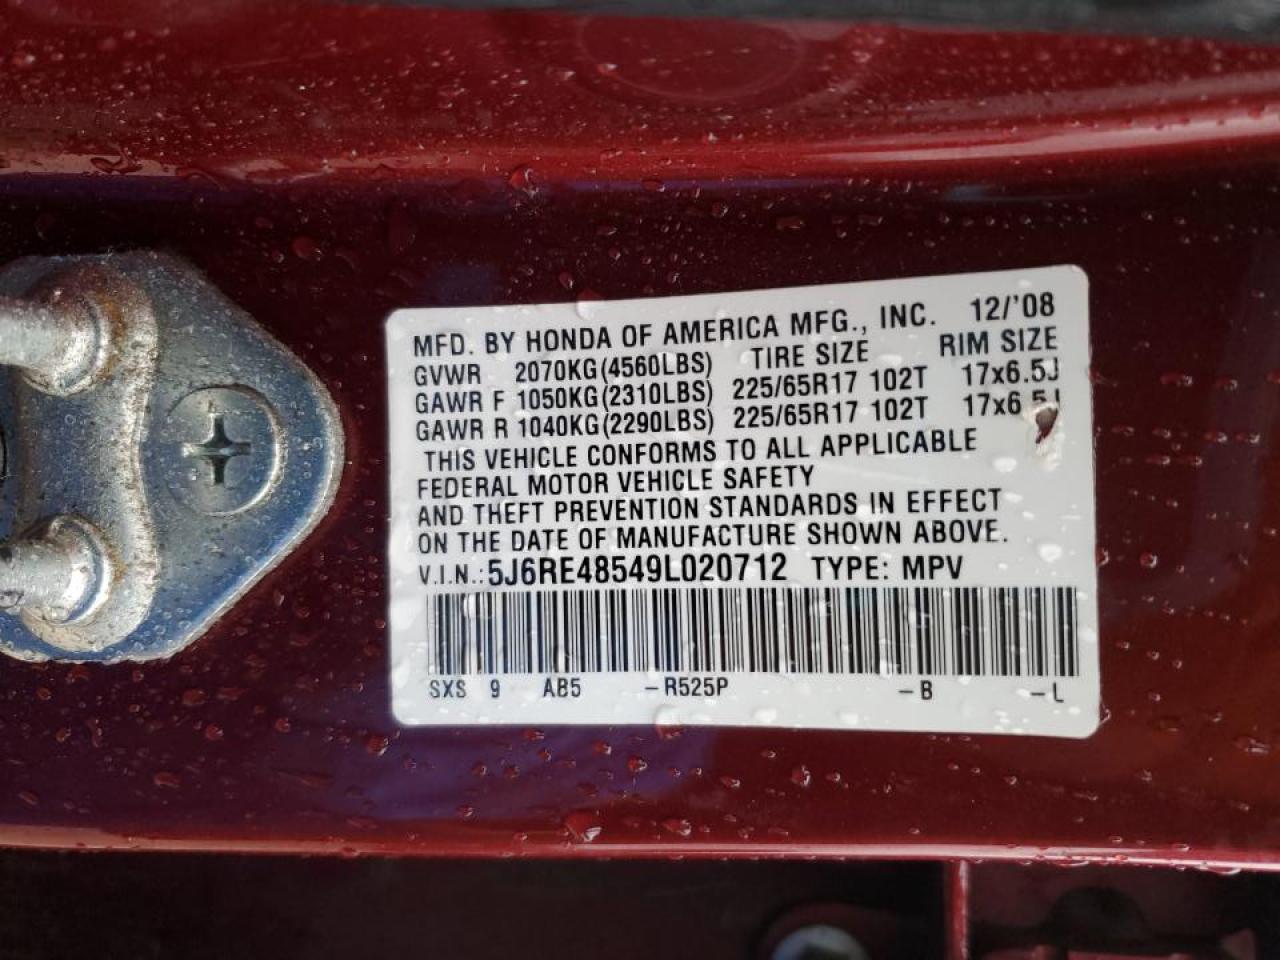 MFD. BY HONDA OF AMERICA MFG., INC. 12/'08
GVWR 2070KG(4560LBS) TIRE SIZE RIM SIZE
GAWR F 1050KG(2310LBS) 225/65R17 102T 17x6.5J
GAWR R 1040KG(2290LBS) 225/65R17 102T 17x6.5J
THIS VEHICLE CONFORMS TO ALL APPLICABLE
FEDERAL MOTOR VEHICLE SAFETY
AND THEFT PREVENTION STANDARDS IN EFFECT
ON THE DATE OF MANUFACTURE SHOWN ABOVE.
V.I.N.: 5J6RE48549L020712 TYPE: MPV
SXS 9 AB5 -R525P -B -L